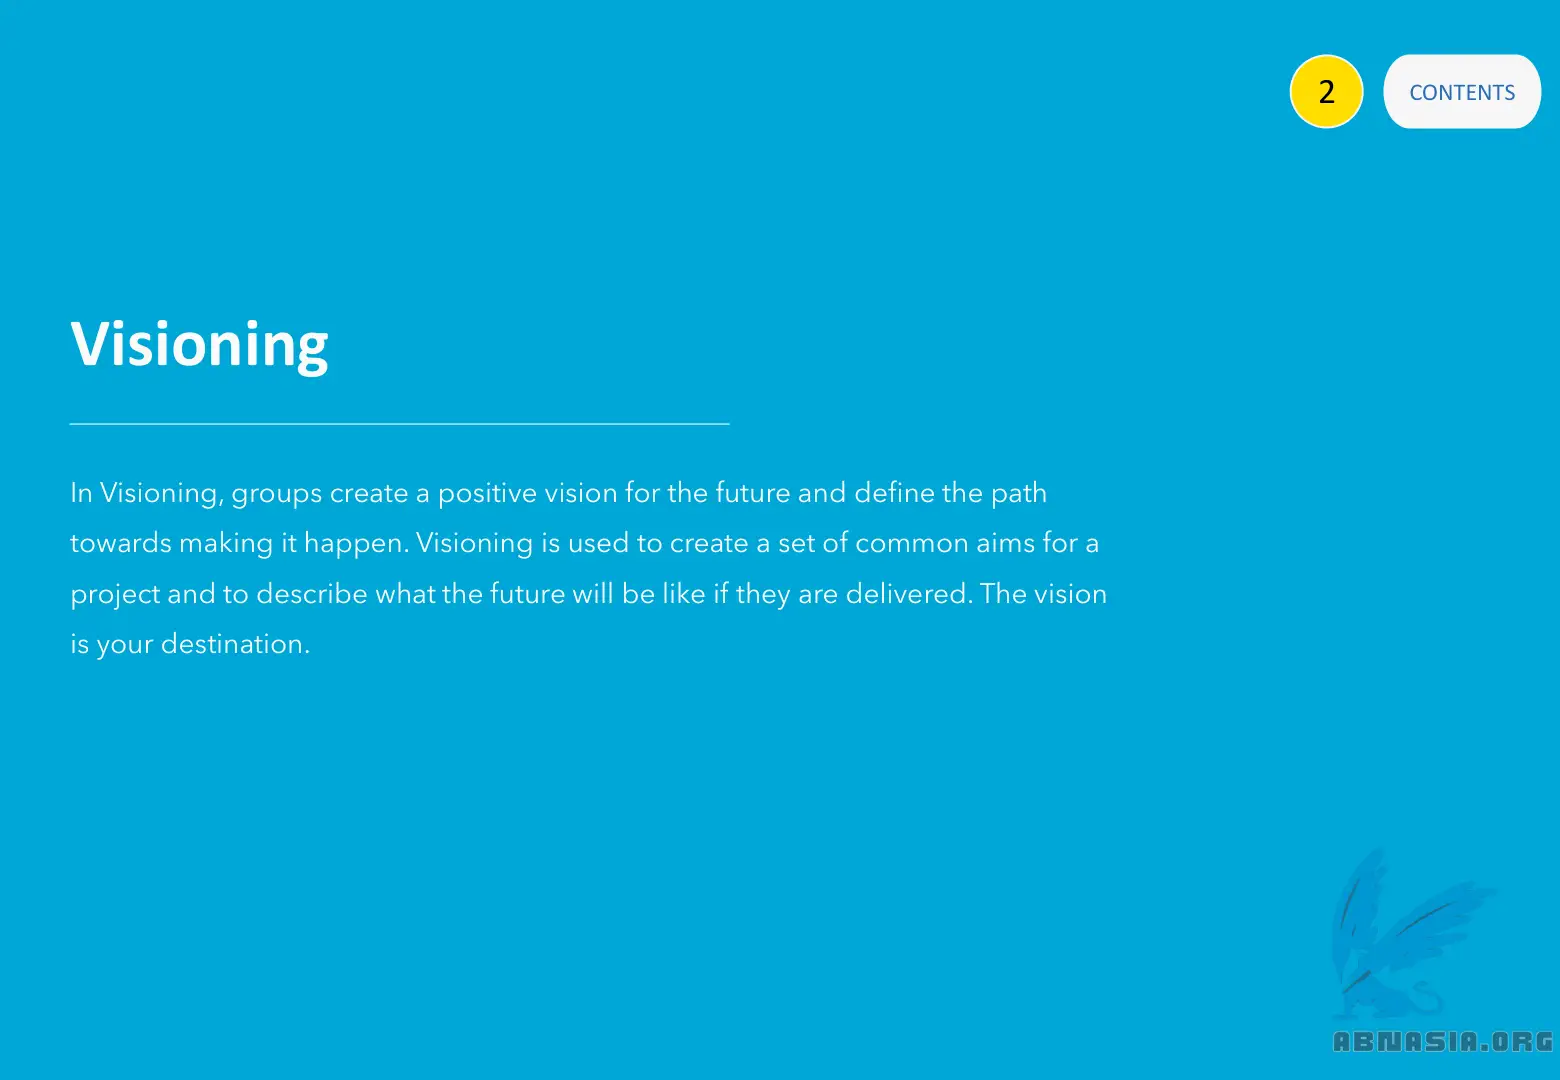 2
CONTENTS
Visioning
In Visioning, groups create a positive vision for the future and define the path
towards making it happen. Visioning is used to create a set of common aims for a
project and to describe what the future will be like if they are delivered. The vision
is your destination.
ABNASIA.ORG